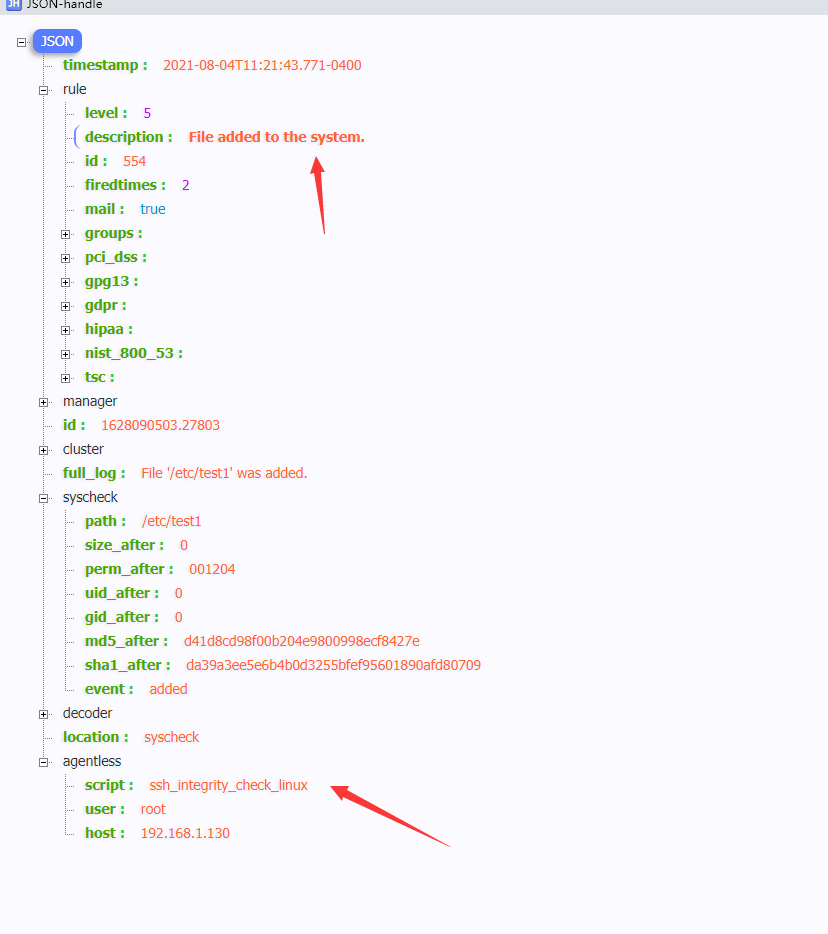 JH JSON-handle
JSON
timestamp : 2021-08-04T11:21:43.771-0400
rule
level : 5
description : File added to the system.
id : 554
firedtimes : 2
mail : true
groups :
pci_dss :
gpg13 :
gdpr :
hipaa :
nist_800_53 :
tsc :
manager
id : 1628090503.27803
cluster
full_log : File '/etc/test1' was added.
syscheck
path : /etc/test1
size_after : 0
perm_after : 001204
uid_after : 0
gid_after : 0
md5_after : d41d8cd98f00b204e9800998ecf8427e
sha1_after : da39a3ee5e6b4b0d3255bfef95601890afd80709
event : added
decoder
location : syscheck
agentless
script : ssh_integrity_check_linux
user : root
host : 192.168.1.130